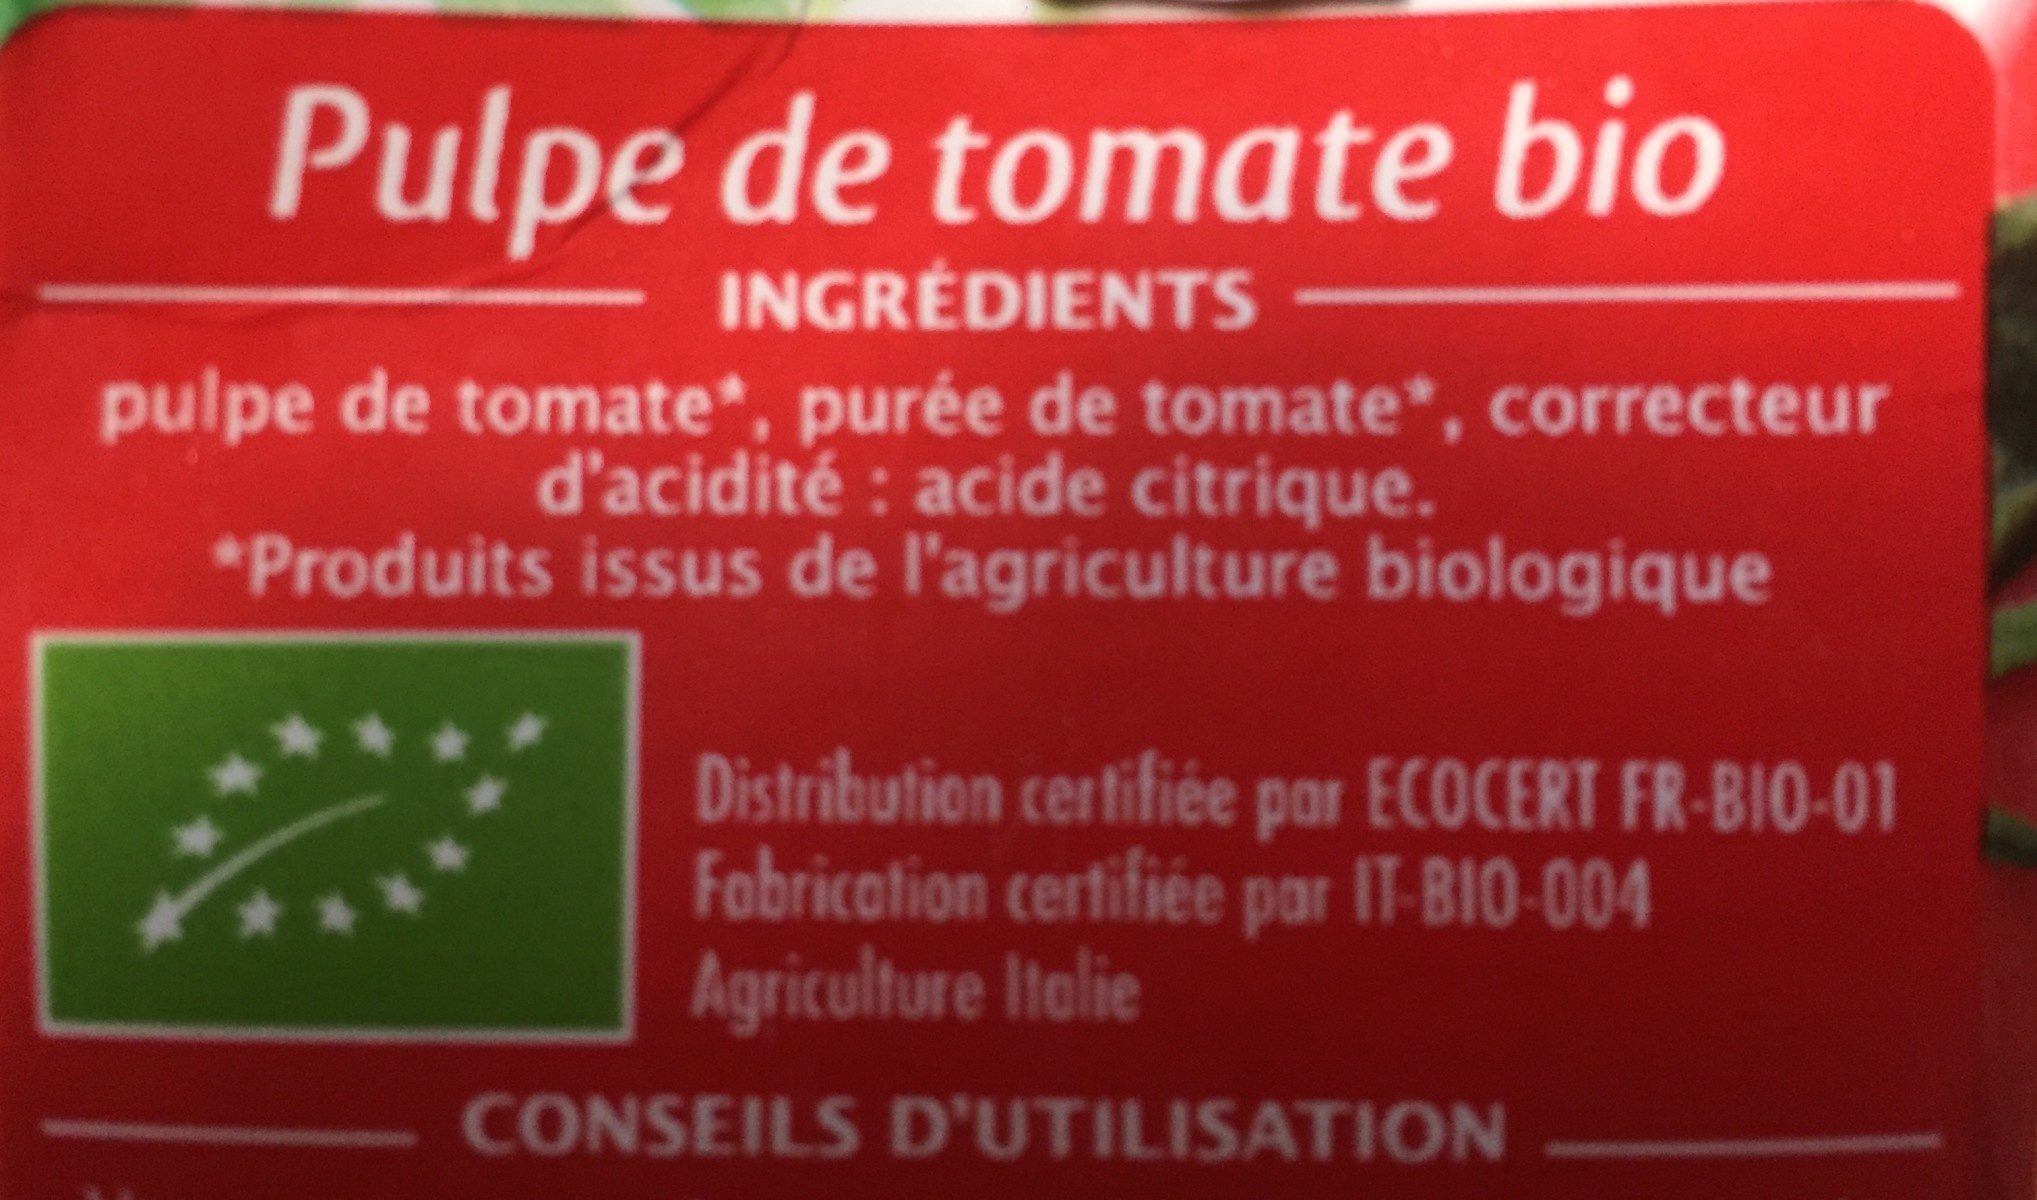 Pulpe de tomate bio
INGRÉDIENTS
pulpe de tomate*, purée de tomate*, correcteur
d'acidité : acide citrique.
*Produits issus de l'agriculture biologique
Distribution certifiée par ECOCERT FR-BIO-01
Fabrication certifiée par IT-BIO-004
Agriculture Italie
CONSEILS D'UTILISATION